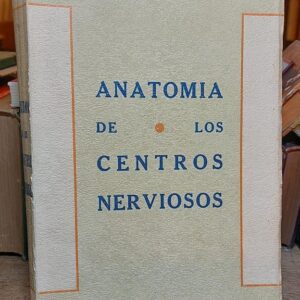 ANATOMIA
DE LOS
CENTROS
NERVIOSOS